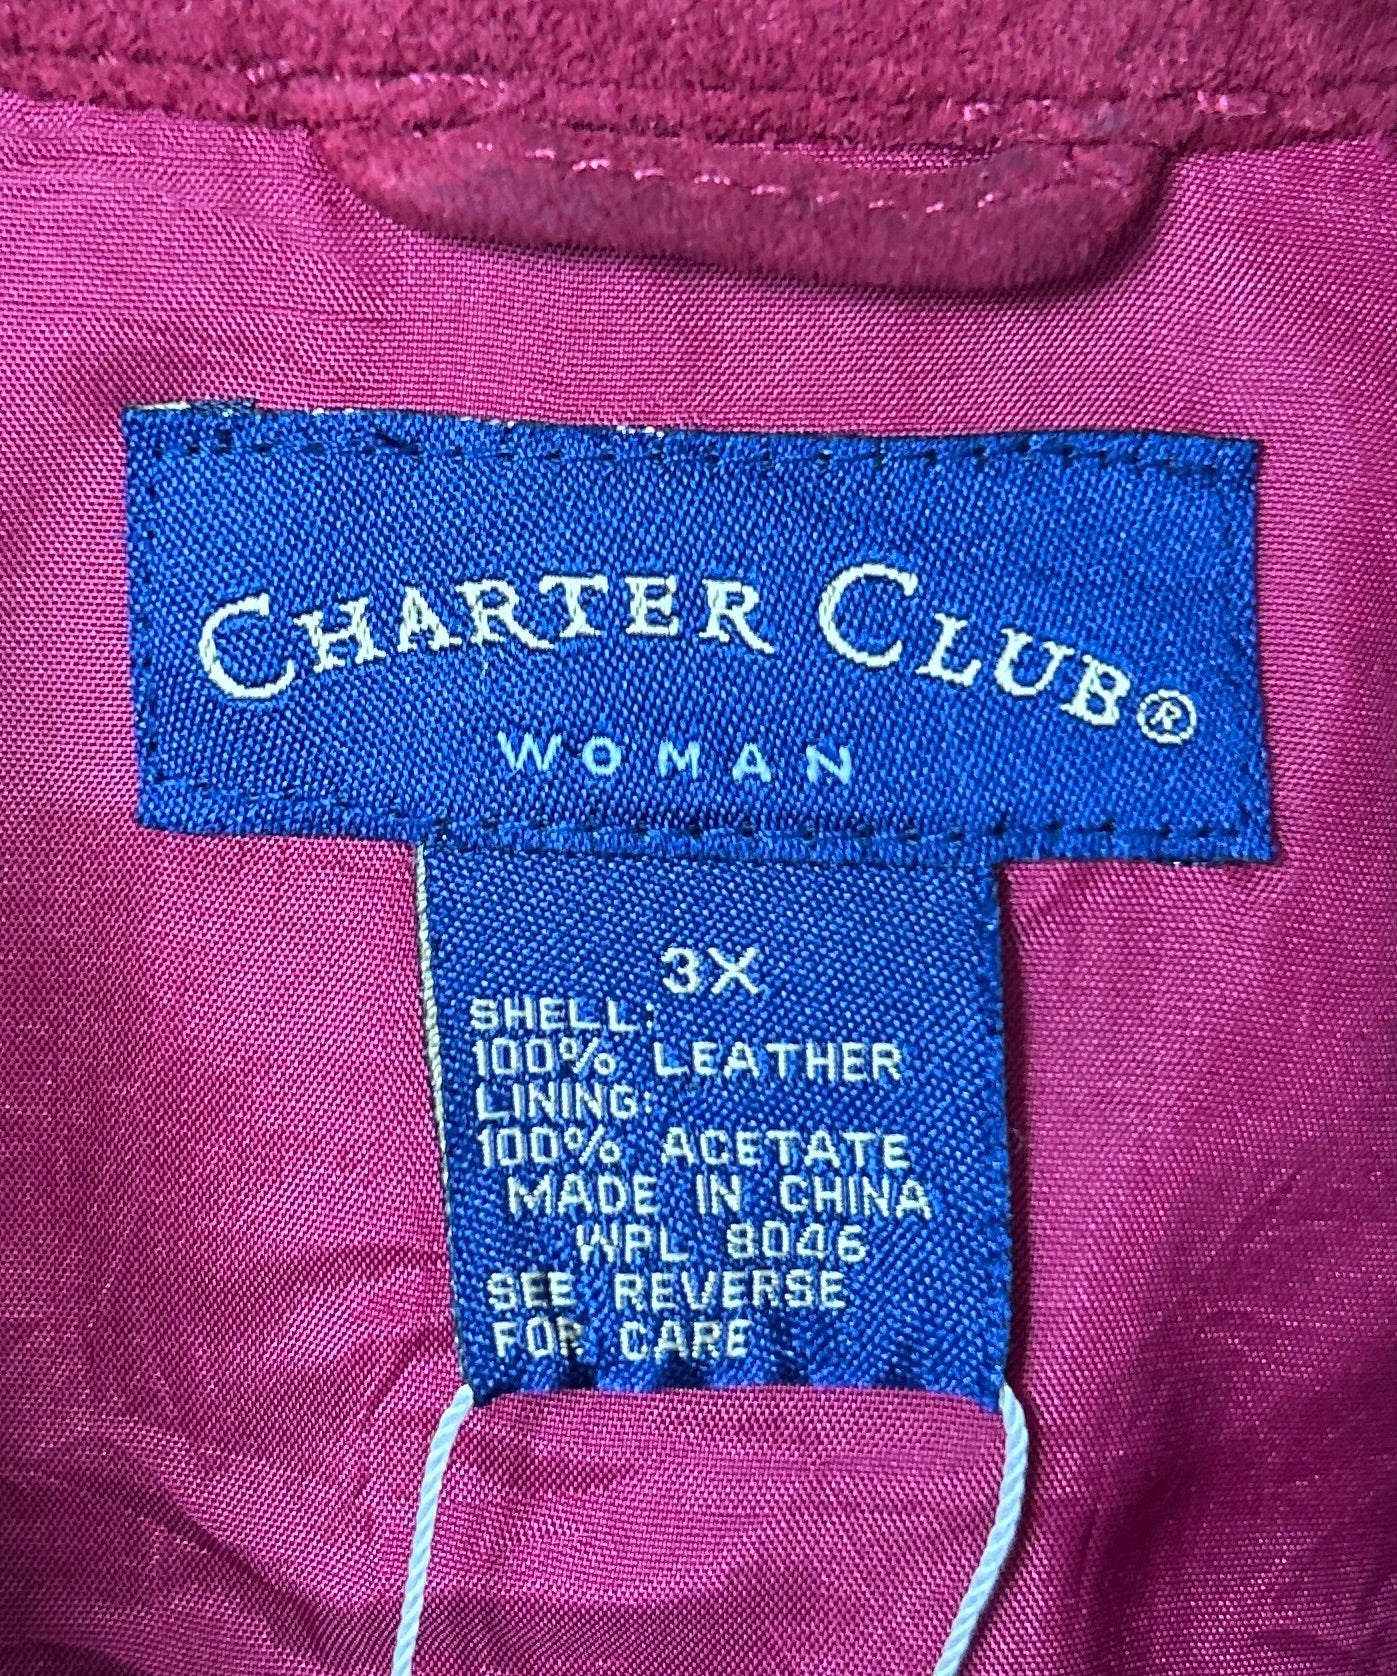 CHARTER CLUB®
WOMAN
3X
SHELL:
100% LEATHER
LINING:
100% ACETATE
MADE IN CHINA
WPL 8046
SEE REVERSE
FOR CARE